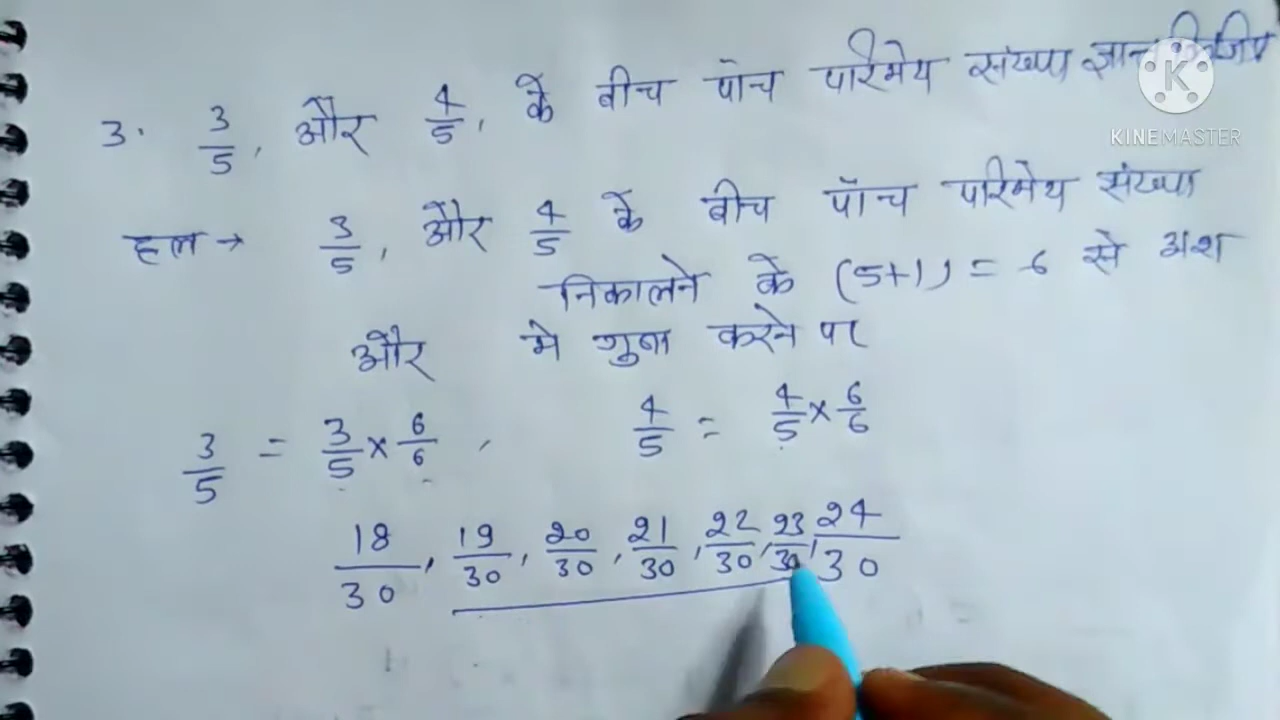 3. 3/5, और 4/5, के बीच पाँच परिमेय संख्या ज्ञात
KINEMASTER
हल → 3/5, और 4/5 के बीच पाँच परिमेय संख्या
निकालने के (5+1) = 6 से अंश
और मे गुणा करने पर
3/5 = 3/5 × 6/6, 4/5 = 4/5 × 6/6
18/30, 19/30, 20/30, 21/30, 22/30, 23/30, 24/30